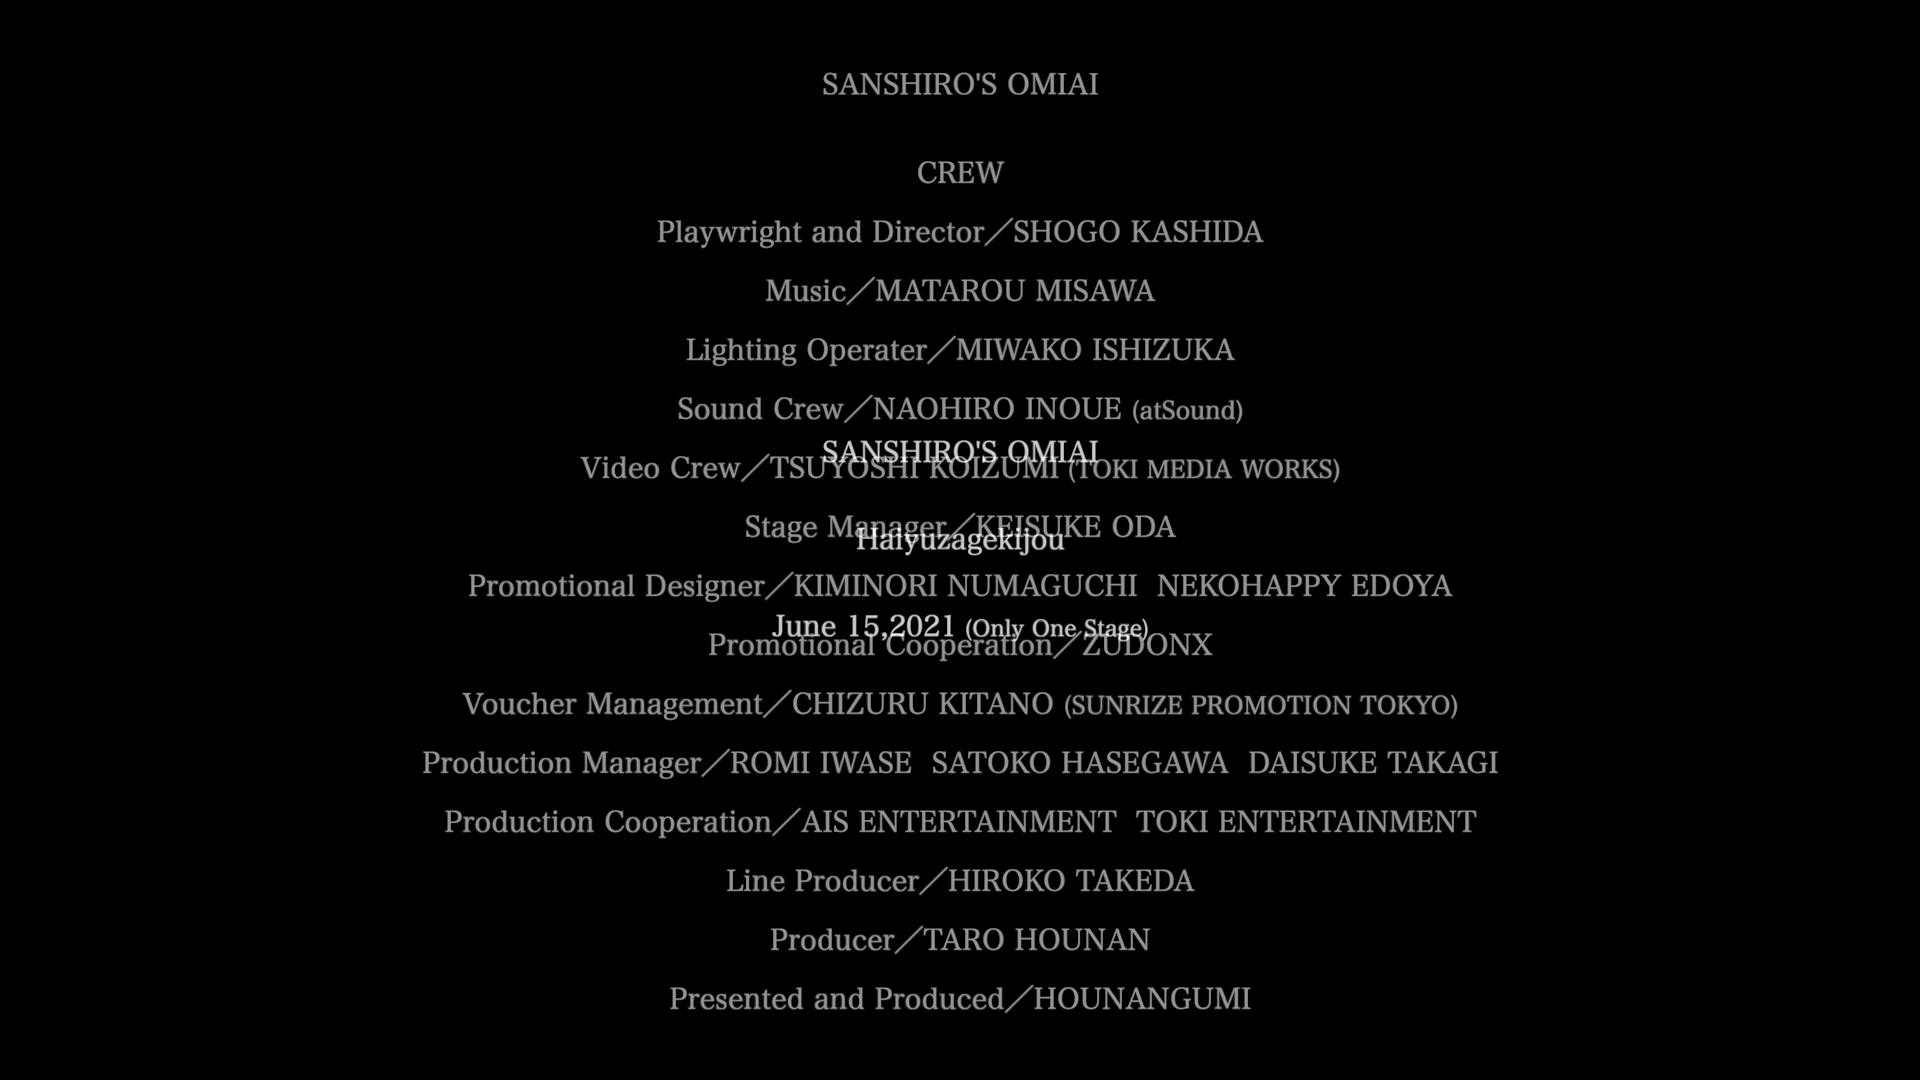 SANSHIRO'S OMIAI
CREW
Playwright and Director／SHOGO KASHIDA
Music／MATAROU MISAWA
Lighting Operater／MIWAKO ISHIZUKA
Sound Crew／NAOHIRO INOUE (atSound)
SANSHIRO'S OMIAI
Video Crew／TSUYOSHI KOIZUMI (TOKI MEDIA WORKS)
Stage Manager／KEISUKE ODA
Haiyuzagekijou
Promotional Designer／KIMINORI NUMAGUCHI  NEKOHAPPY EDOYA
June 15,2021 (Only One Stage)
Promotional Cooperation／ZUDONX
Voucher Management／CHIZURU KITANO (SUNRIZE PROMOTION TOKYO)
Production Manager／ROMI IWASE  SATOKO HASEGAWA  DAISUKE TAKAGI
Production Cooperation／AIS ENTERTAINMENT  TOKI ENTERTAINMENT
Line Producer／HIROKO TAKEDA
Producer／TARO HOUNAN
Presented and Produced／HOUNANGUMI